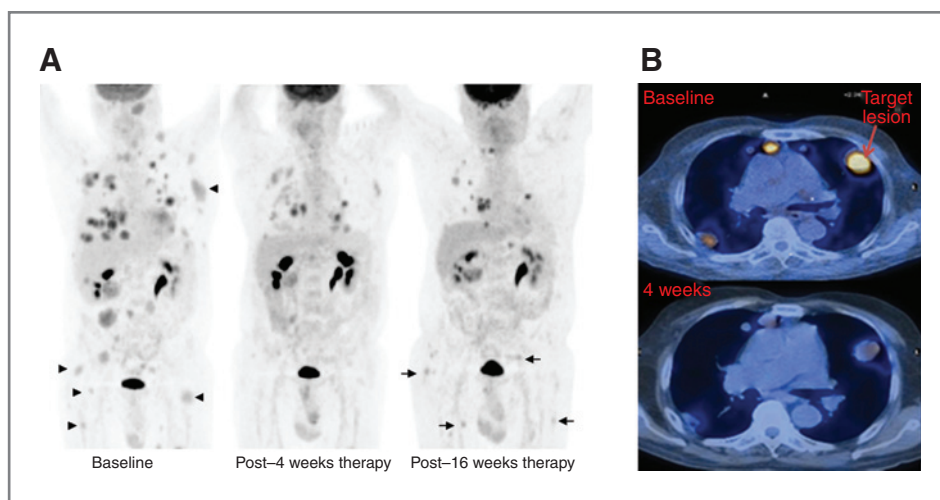 A
B
Baseline
Target
lesion
4 weeks
Baseline
Post–4 weeks therapy
Post–16 weeks therapy